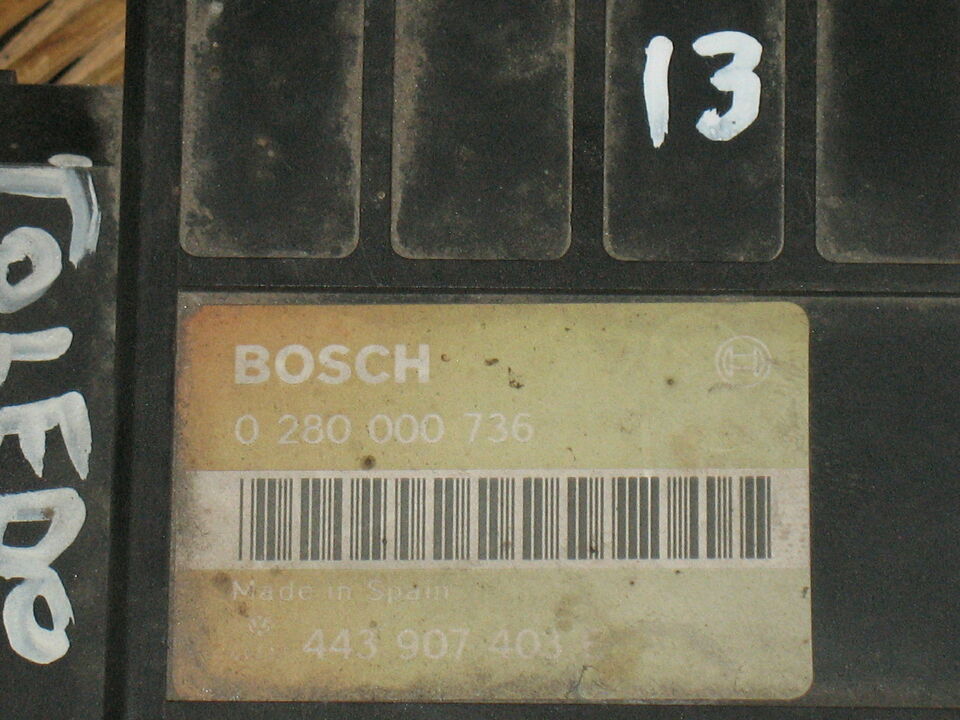 13
TOLEDO
BOSCH
0 280 000 736
Made in Spain
443 907 403